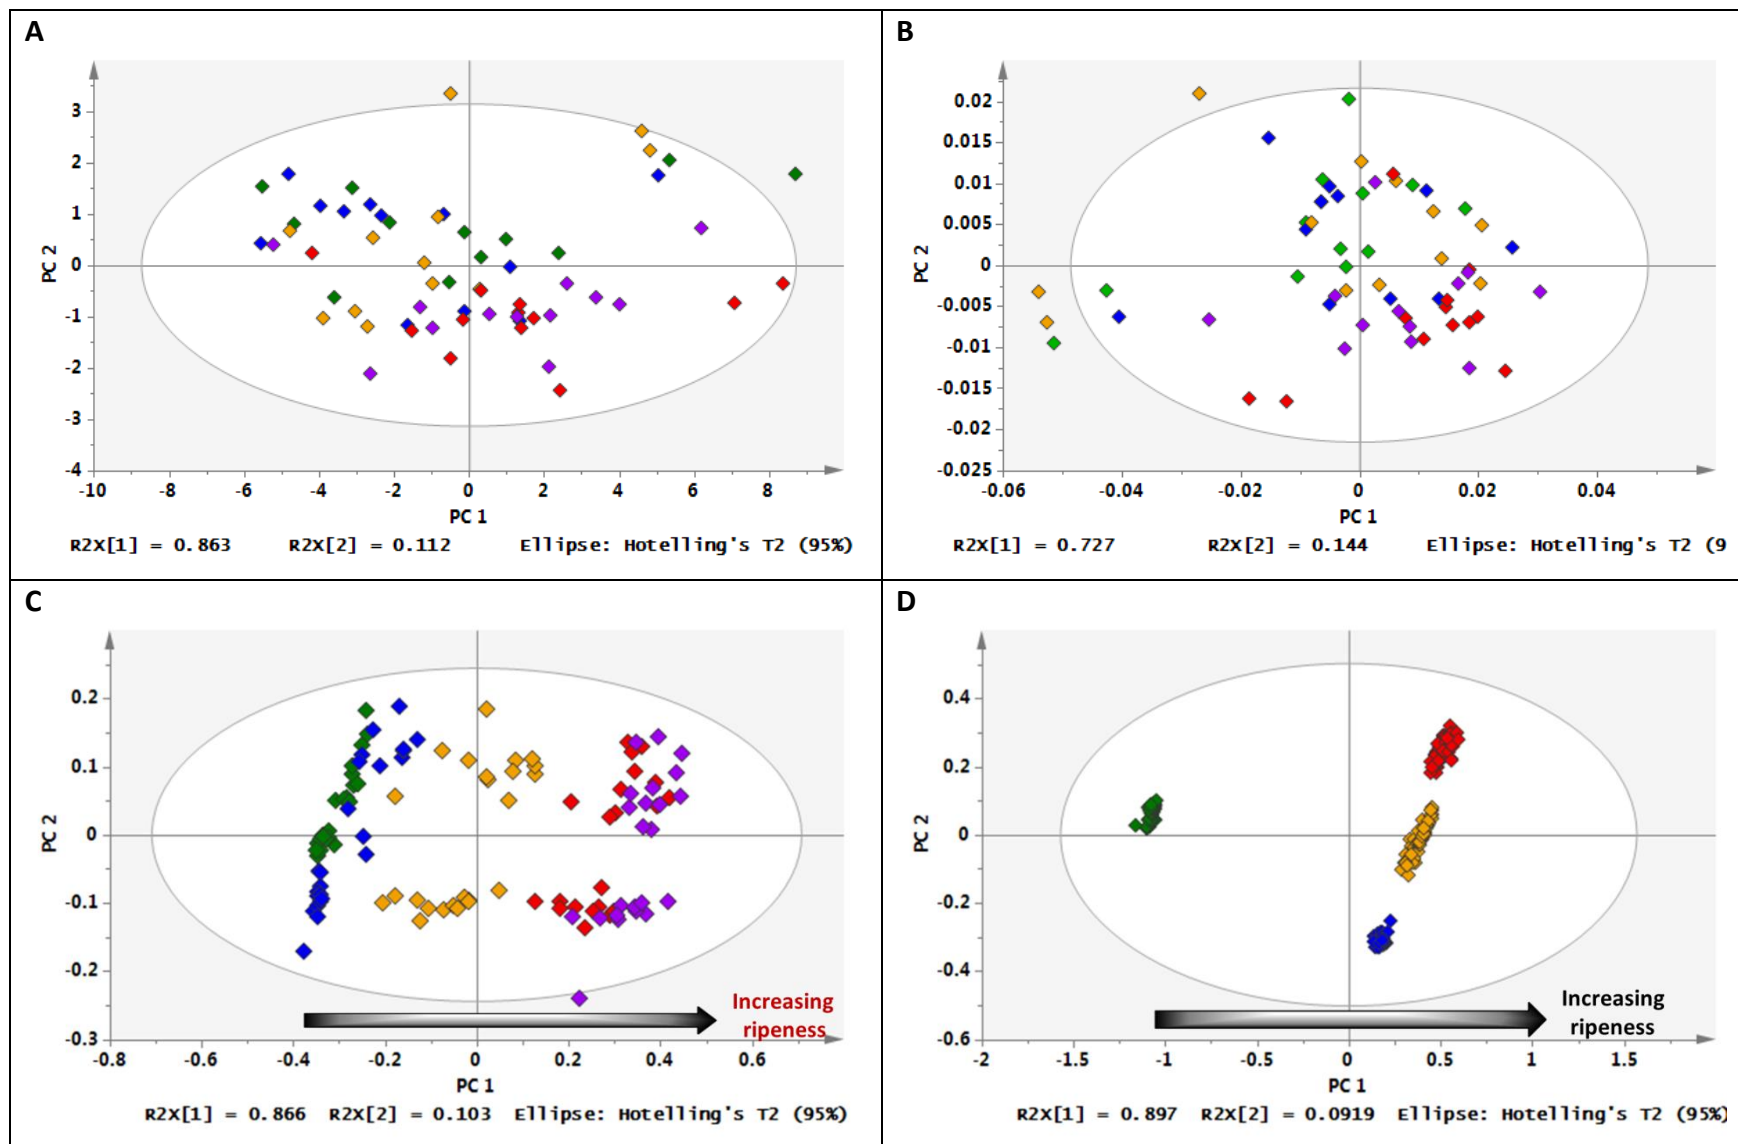 A
3
2
1
0
-1
-2
-3
-4
PC 2
-10 -8 -6 -4 -2 0 2 4 6 8
PC 1
R2X[1] = 0.863 R2X[2] = 0.112 Ellipse: Hotelling's T2 (95%)
B
0.02
0.015
0.01
0.005
0
-0.005
-0.01
-0.015
-0.02
-0.025
PC 2
-0.06 -0.04 -0.02 0 0.02 0.04
PC 1
R2X[1] = 0.727 R2X[2] = 0.144 Ellipse: Hotelling's T2 (9
C
0.2
0.1
0
-0.1
-0.2
-0.3
PC 2
Increasing
ripeness
-0.8 -0.6 -0.4 -0.2 0 0.2 0.4 0.6
PC 1
R2X[1] = 0.866 R2X[2] = 0.103 Ellipse: Hotelling's T2 (95%)
D
0.4
0.2
0
-0.2
-0.4
-0.6
PC 2
Increasing
ripeness
-2 -1.5 -1 -0.5 0 0.5 1 1.5
PC 1
R2X[1] = 0.897 R2X[2] = 0.0919 Ellipse: Hotelling's T2 (95%)